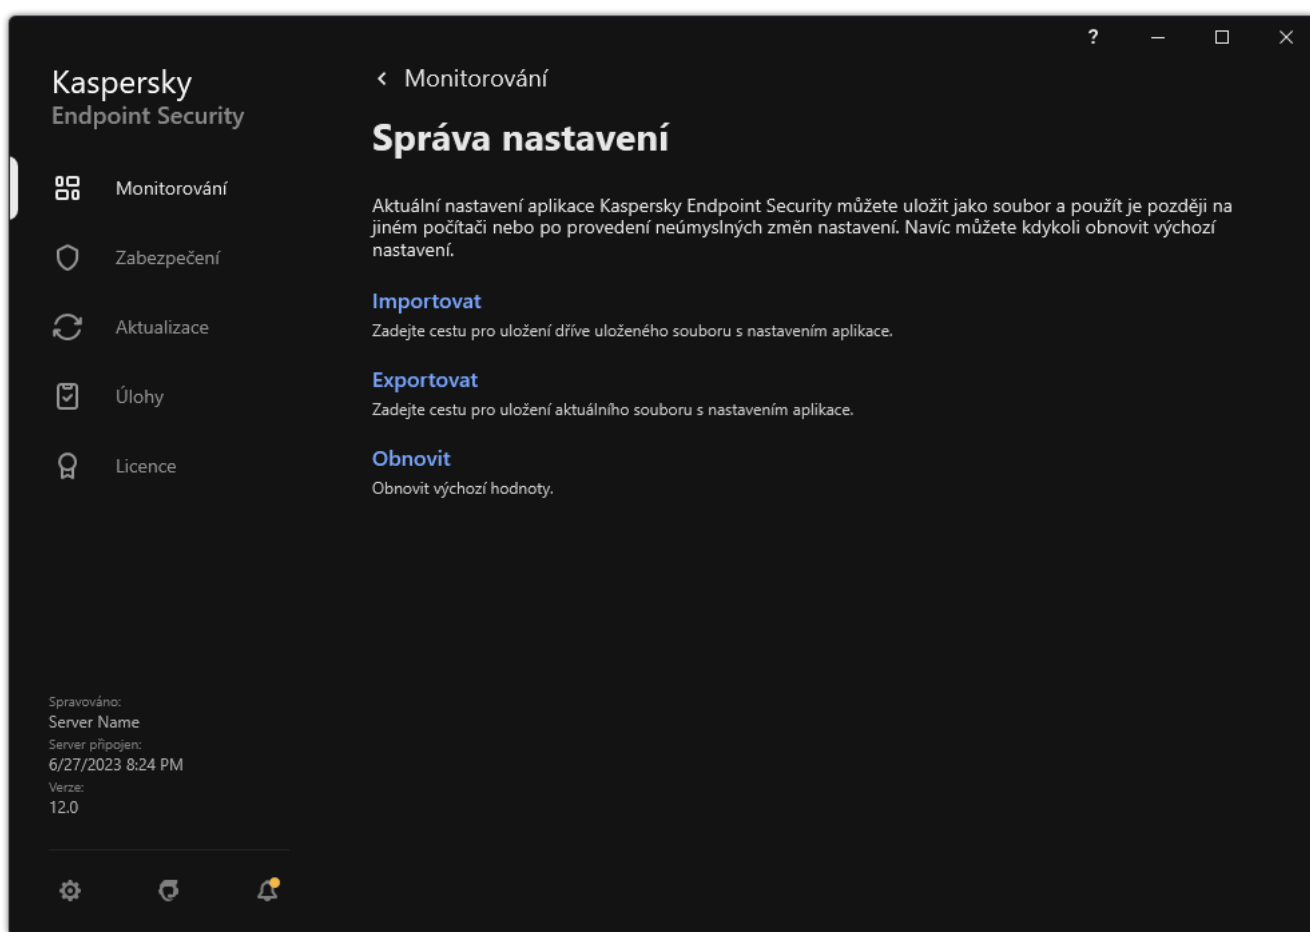 ?
Kaspersky
Endpoint Security
Monitorování
Zabezpečení
Aktualizace
Úlohy
Licence
Spravováno:
Server Name
Server připojen:
6/27/2023 8:24 PM
Verze:
12.0
Monitorování
Správa nastavení
Aktuální nastavení aplikace Kaspersky Endpoint Security můžete uložit jako soubor a použít je později na
jiném počítači nebo po provedení neúmyslných změn nastavení. Navíc můžete kdykoli obnovit výchozí
nastavení.
Importovat
Zadejte cestu pro uložení dříve uloženého souboru s nastavením aplikace.
Exportovat
Zadejte cestu pro uložení aktuálního souboru s nastavením aplikace.
Obnovit
Obnovit výchozí hodnoty.